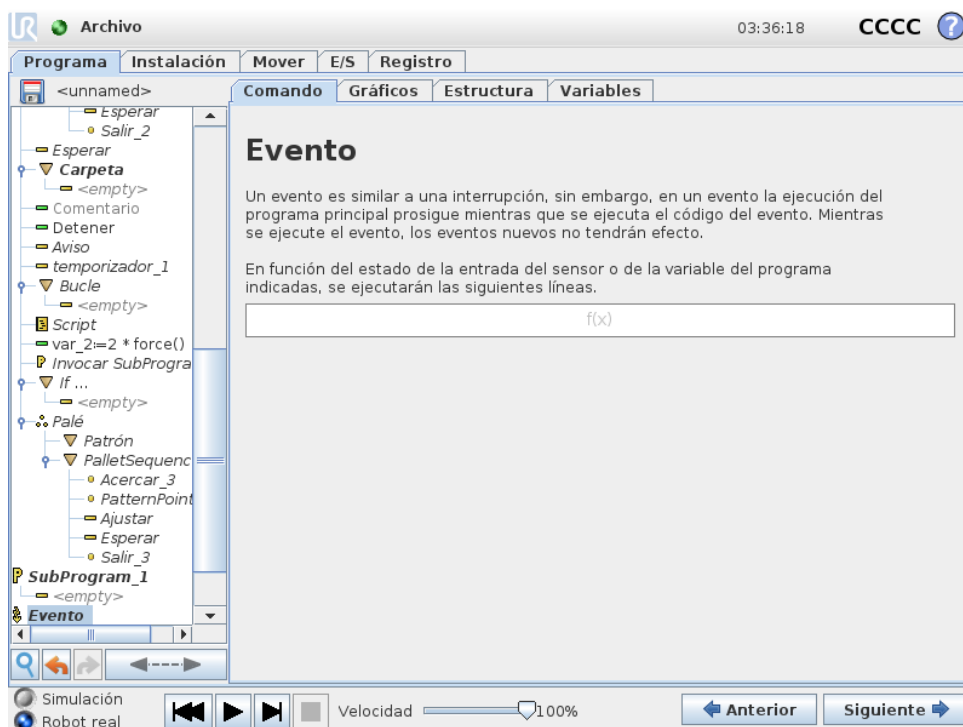 UR Archivo 03:36:18 CCCC ?
Programa Instalación Mover E/S Registro
<unnamed>
Comando Gráficos Estructura Variables
Esperar
Salir_2
Esperar
Carpeta
<empty>
Comentario
Detener
Aviso
temporizador_1
Bucle
<empty>
Script
var_2:=2 * force()
Invocar SubProgra
If ...
<empty>
Palé
Patrón
PalletSequenc
Acercar_3
PatternPoint
Ajustar
Esperar
Salir_3
SubProgram_1
<empty>
Evento
Evento
Un evento es similar a una interrupción, sin embargo, en un evento la ejecución del
programa principal prosigue mientras que se ejecuta el código del evento. Mientras
se ejecute el evento, los eventos nuevos no tendrán efecto.
En función del estado de la entrada del sensor o de la variable del programa
indicadas, se ejecutarán las siguientes líneas.
f(x)
Simulación
Robot real
Velocidad 100%
Anterior Siguiente